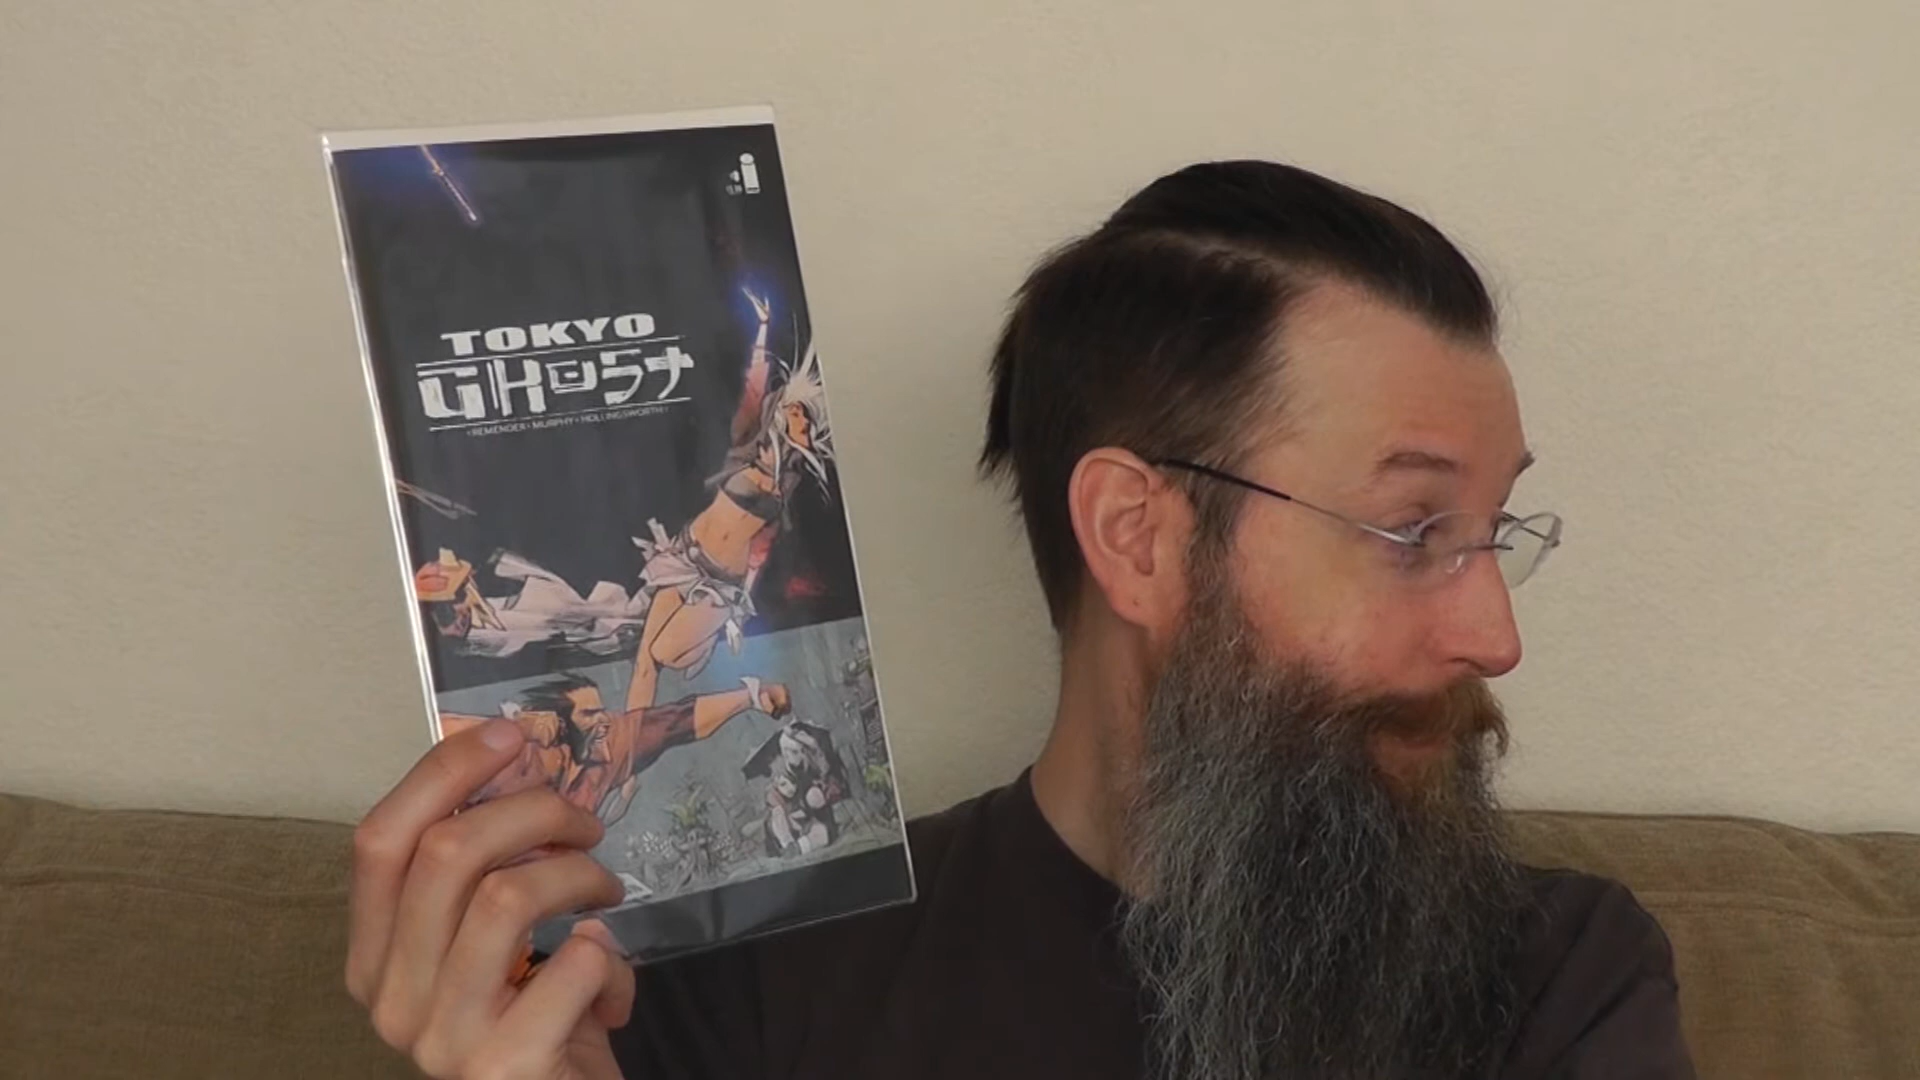 TOKYO
GHOST
REMENDER • MURPHY • HOLLINGSWORTH